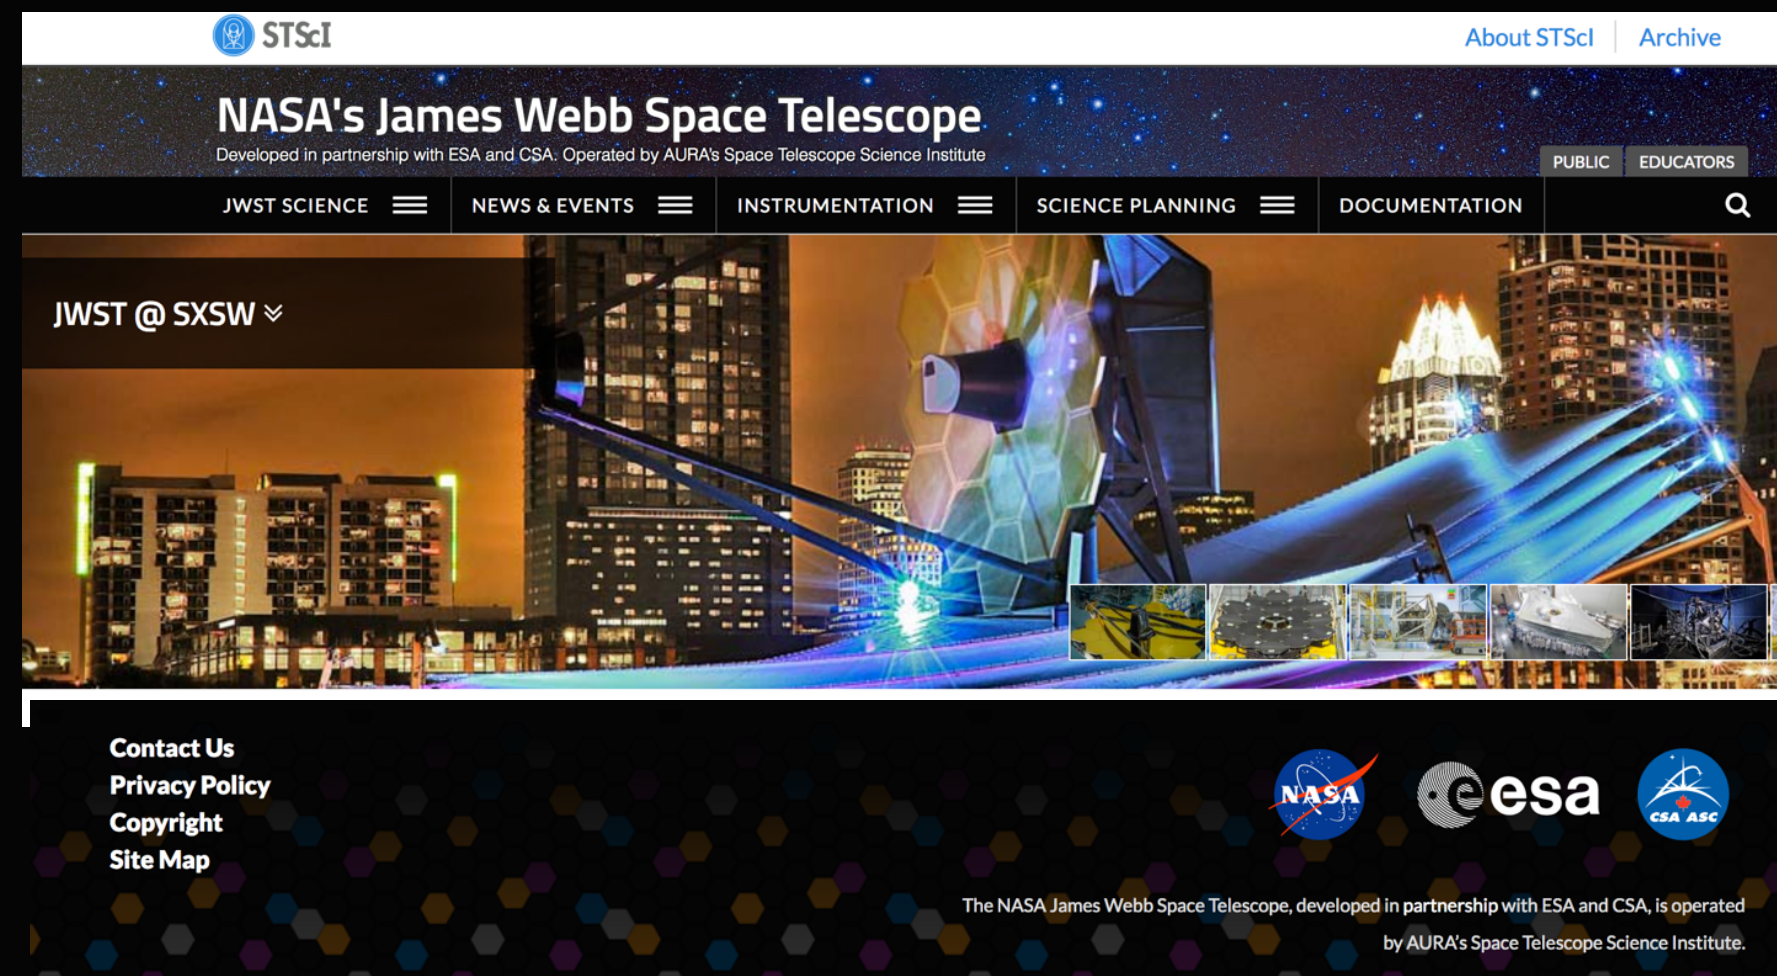 STScI
About STScI
Archive
NASA's James Webb Space Telescope
Developed in partnership with ESA and CSA. Operated by AURA's Space Telescope Science Institute
PUBLIC
EDUCATORS
JWST SCIENCE
NEWS & EVENTS
INSTRUMENTATION
SCIENCE PLANNING
DOCUMENTATION
JWST @ SXSW
Contact Us
Privacy Policy
Copyright
Site Map
NASA
esa
CSA ASC
The NASA James Webb Space Telescope, developed in partnership with ESA and CSA, is operated
by AURA's Space Telescope Science Institute.